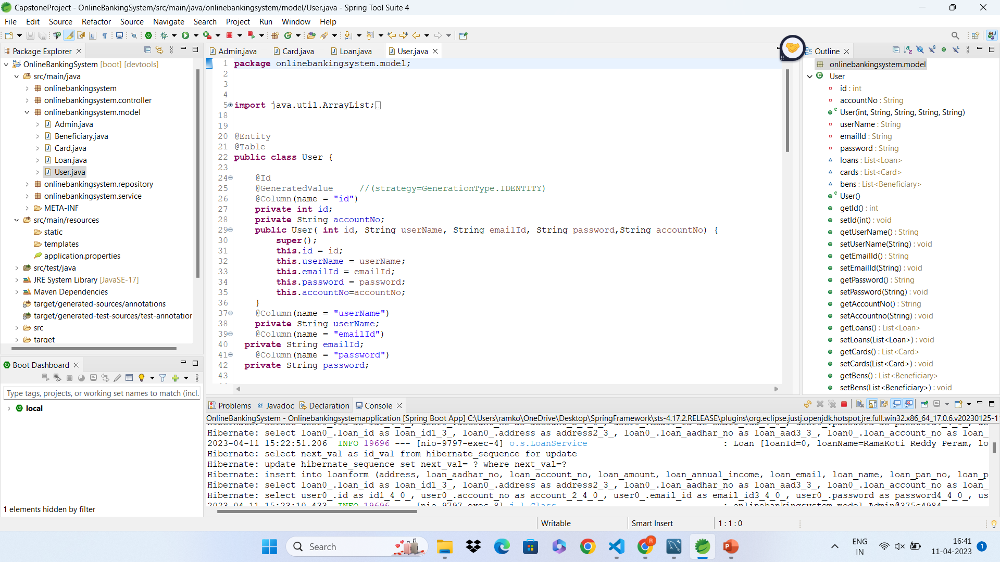 CapstoneProject - OnlineBankingSystem/src/main/java/onlinebankingsystem/model/User.java - Spring Tool Suite 4
File Edit Source Refactor Source Navigate Search Project Run Window Help
Package Explorer
OnlineBankingSystem [boot] [devtools]
src/main/java
onlinebankingsystem
onlinebankingsystem.controller
onlinebankingsystem.model
Admin.java
Beneficiary.java
Card.java
Loan.java
User.java
onlinebankingsystem.repository
onlinebankingsystem.service
META-INF
src/main/resources
static
templates
application.properties
src/test/java
JRE System Library [JavaSE-17]
Maven Dependencies
target/generated-sources/annotations
target/generated-test-sources/test-annotation
src
target
Boot Dashboard
Type tags, projects, or working set names to match (incl.
local
1 elements hidden by filter
Admin.java Card.java Loan.java User.java
1 package onlinebankingsystem.model;
2
3
4
5 import java.util.ArrayList;
18
19
20 @Entity
21 @Table
22 public class User {
23
24 @Id
25 @GeneratedValue //(strategy=GenerationType.IDENTITY)
26 @Column(name = "id")
27 private int id;
28 private String accountNo;
29 public User( int id, String userName, String emailId, String password,String accountNo) {
30 super();
31 this.id = id;
32 this.userName = userName;
33 this.emailId = emailId;
34 this.password = password;
35 this.accountNo=accountNo;
36 }
37 @Column(name = "userName")
38 private String userName;
39 @Column(name = "emailId")
40 private String emailId;
41 @Column(name = "password")
42 private String password;
43
Outline
onlinebankingsystem.model
User
id : int
accountNo : String
User(int, String, String, String, String)
userName : String
emailId : String
password : String
loans : List<Loan>
cards : List<Card>
bens : List<Beneficiary>
User()
getId() : int
setId(int) : void
getUserName() : String
setUserName(String) : void
getEmailId() : String
setEmailId(String) : void
getPassword() : String
setPassword(String) : void
getAccountNo() : String
setAccountno(String) : void
getLoans() : List<Loan>
setLoans(List<Loan>) : void
getCards() : List<Card>
setCards(List<Card>) : void
getBens() : List<Beneficiary>
setBens(List<Beneficiary>) : void
Problems Javadoc Declaration Console
OnlineBankingSystem - Onlinebankingsystemapplication [Spring Boot App] C:\Users\ramko\OneDrive\Desktop\SpringFramework\sts-4.17.2.RELEASE\plugins\org.eclipse.justj.openjdk.hotspot.jre.full.win32.x86_64_17.0.6.v20230125-1
Hibernate: select loan0_.loan_id as loan_id1_3_, loan0_.address as address2_3_, loan0_.loan_aadhar_no as loan_aad3_3_, loan0_.loan_account_no as loan_
2023-04-11 15:22:51.206 INFO 19696 --- [nio-9797-exec-4] o.s.LoanService : Loan [loanId=0, loanName=RamaKoti Reddy Peram, lo
Hibernate: select next_val as id_val from hibernate_sequence for update
Hibernate: update hibernate_sequence set next_val= ? where next_val=?
Hibernate: insert into loanform (address, loan_aadhar_no, loan_account_no, loan_amount, loan_annual_income, loan_email, loan_name, loan_pan_no, loan_p
Hibernate: select loan0_.loan_id as loan_id1_3_, loan0_.address as address2_3_, loan0_.loan_aadhar_no as loan_aad3_3_, loan0_.loan_account_no as loan_
Hibernate: select user0_.id as id1_4_0_, user0_.account_no as account_2_4_0_, user0_.email_id as email_id3_4_0_, user0_.password as password4_4_0_, us
2023-04-11 15:23:10.433 INFO 19696 --- [nio-9797-exec-8] j.l.Class : onlinebankingsystem.model.Admin@375c4984
Writable Smart Insert 1 : 1 : 0
Search
ENG
IN
16:41
11-04-2023
1